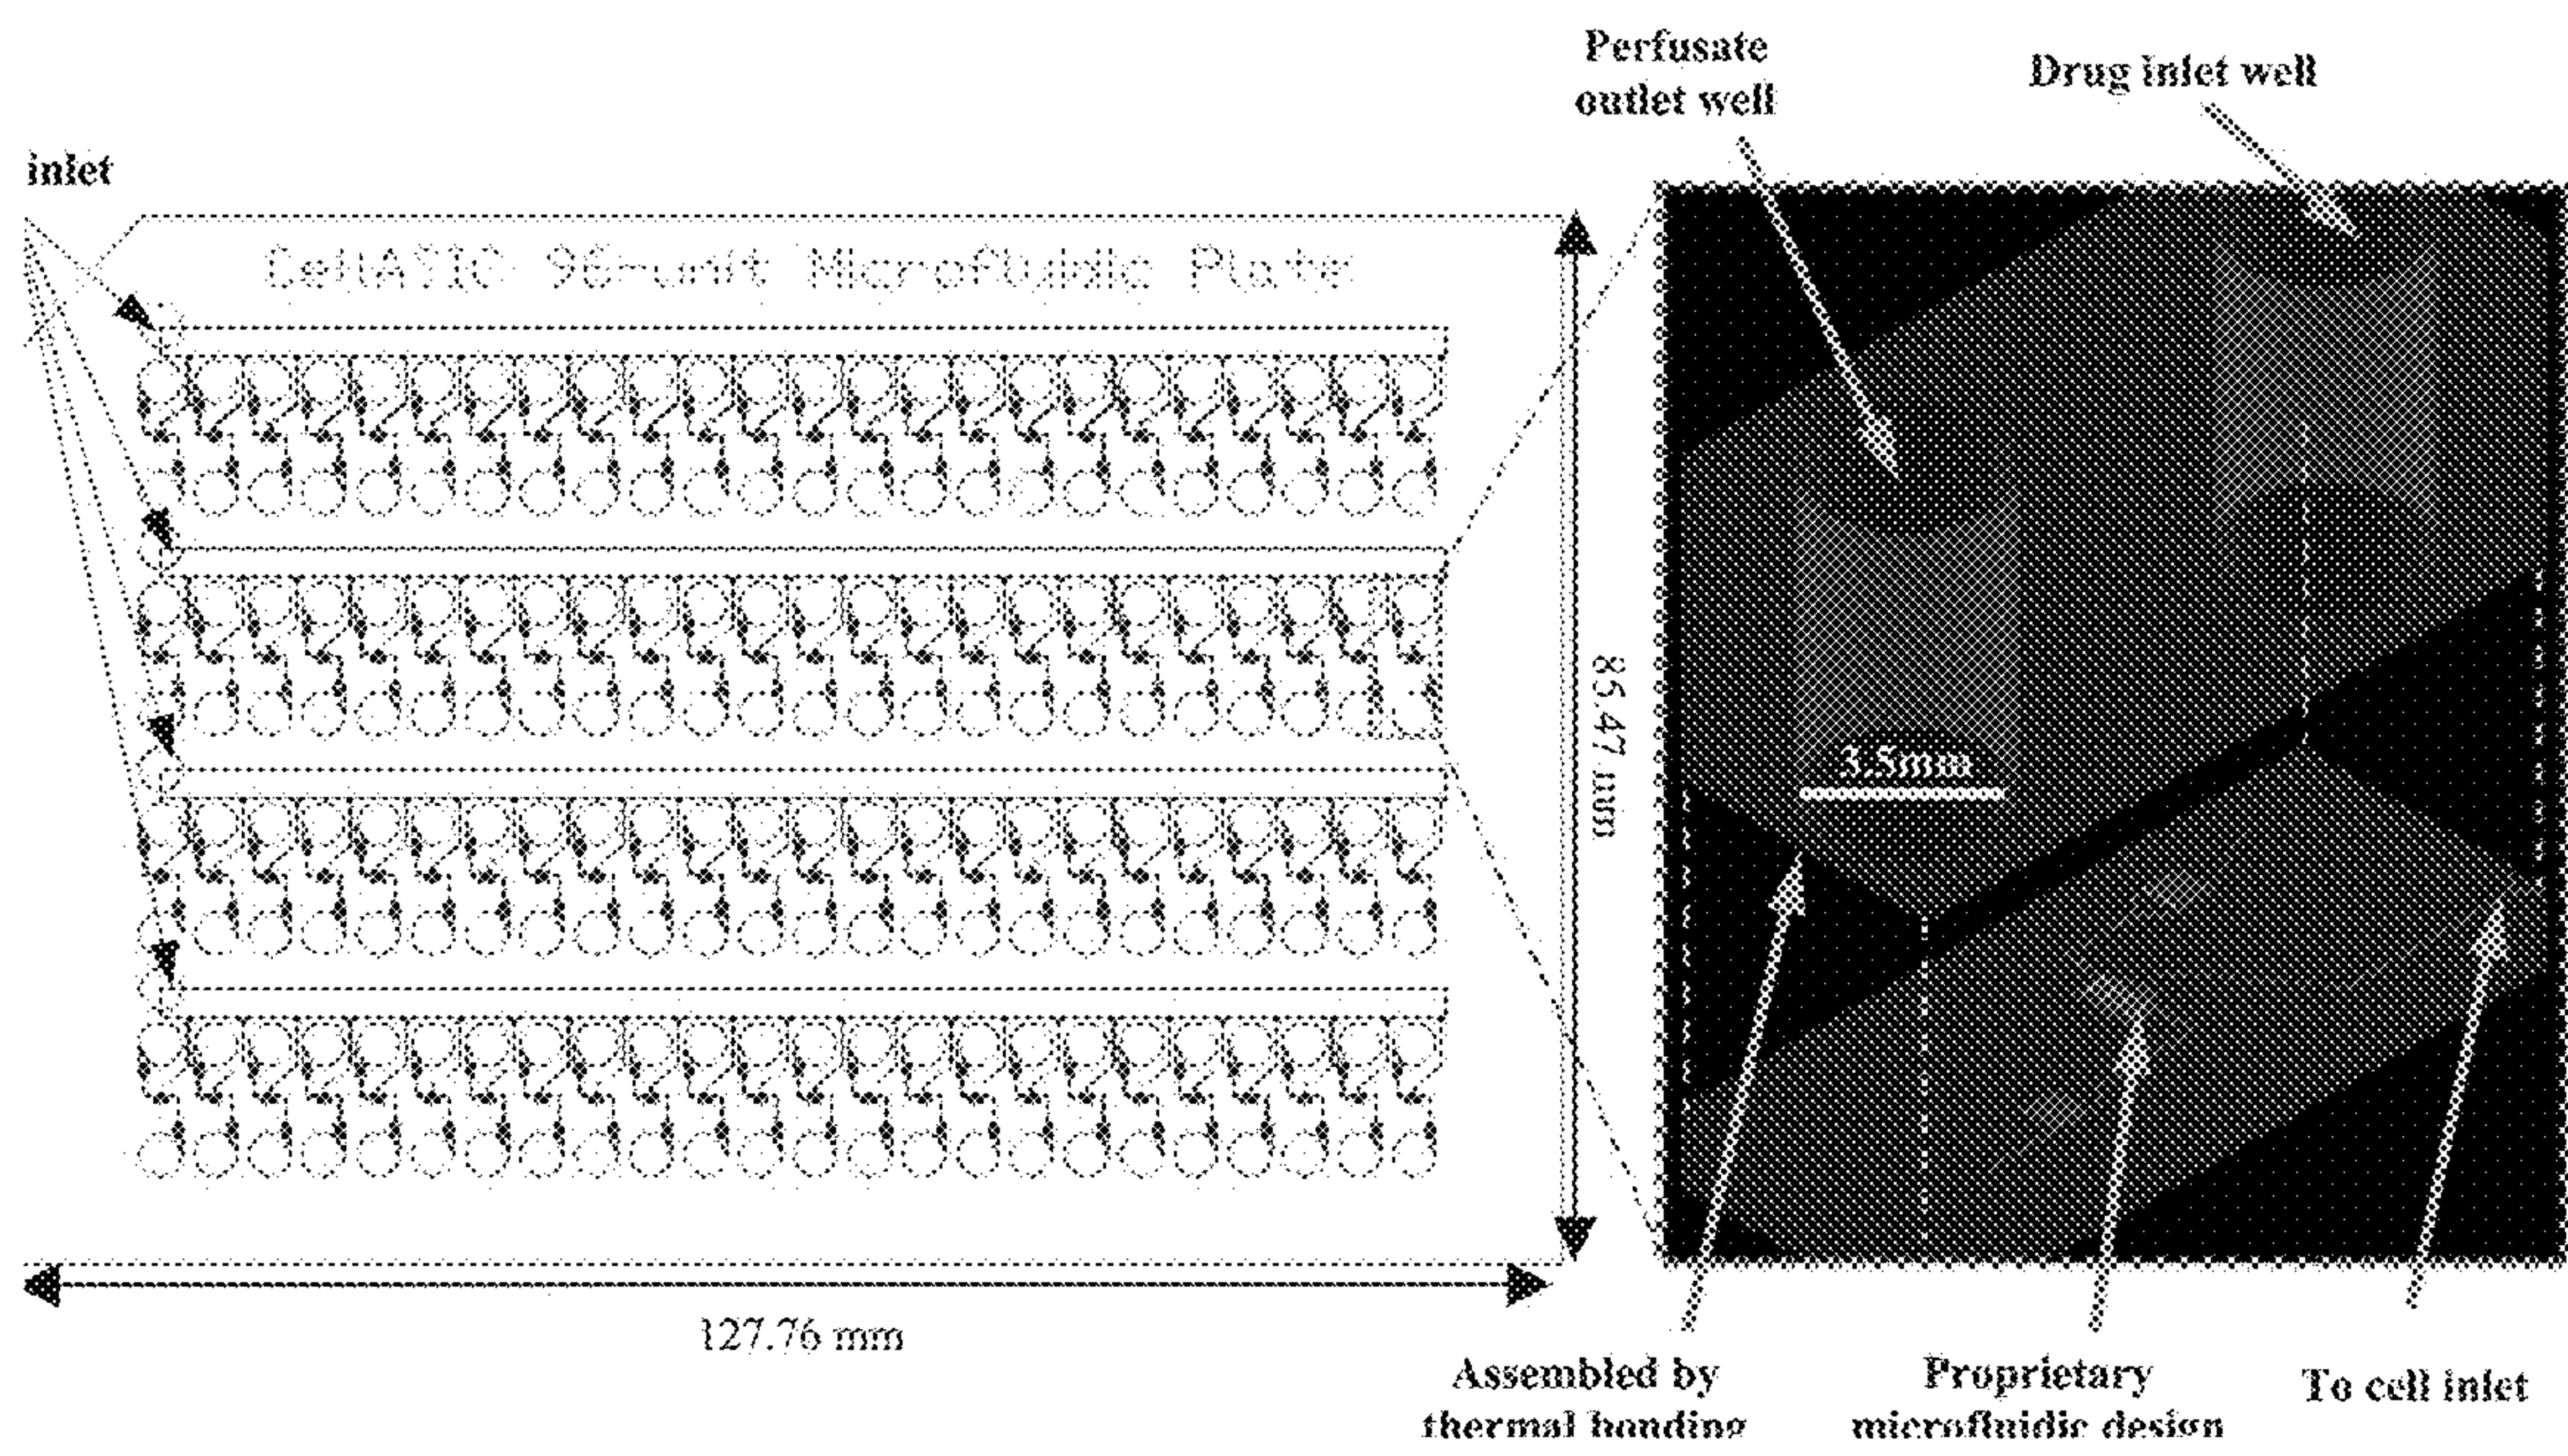 Perfusate
outlet well
Drug inlet well
inlet
CellASIC 96-unit Microfluidic Plate
85.47 mm
3.5mm
127.76 mm
Assembled by
thermal bonding
Proprietary
microfluidic design
To cell inlet